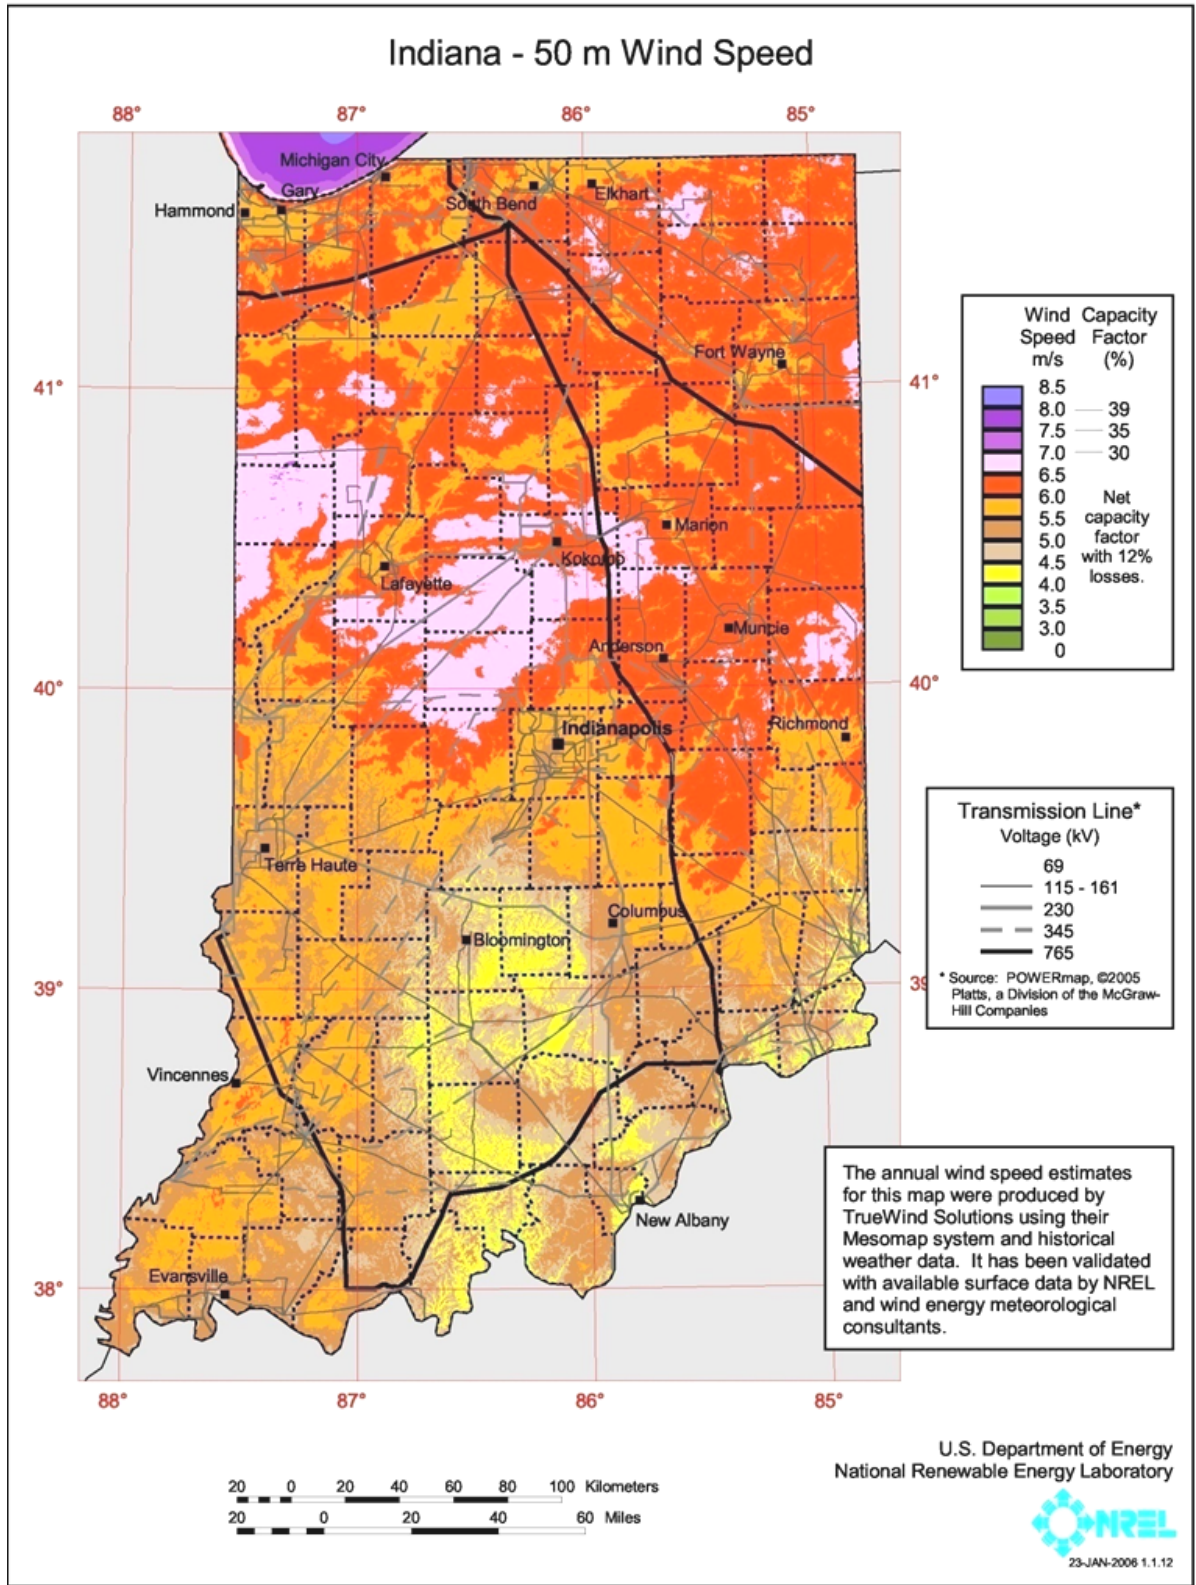 Indiana - 50 m Wind Speed
88° 87° 86° 85°
Michigan City
Gary
Hammond
South Bend
Elkhart
Fort Wayne
41° 41°
Marion
Kokomo
Lafayette
Muncie
Anderson
40° 40°
Richmond
Indianapolis
Terre Haute
Columbus
Bloomington
39° 39
Vincennes
New Albany
Evansville
38°
88° 87° 86° 85°
Wind Capacity
Speed Factor
m/s (%)
8.5
8.0 39
7.5 35
7.0 30
6.5
6.0 Net
5.5 capacity
5.0 factor
4.5 with 12%
4.0 losses.
3.5
3.0
0
Transmission Line*
Voltage (kV)
69
115 - 161
230
345
765
* Source: POWERmap, ©2005
Platts, a Division of the McGraw-
Hill Companies
The annual wind speed estimates
for this map were produced by
TrueWind Solutions using their
Mesomap system and historical
weather data. It has been validated
with available surface data by NREL
and wind energy meteorological
consultants.
U.S. Department of Energy
National Renewable Energy Laboratory
20 0 20 40 60 80 100 Kilometers
20 0 20 40 60 Miles
NREL
23-JAN-2006 1.1.12